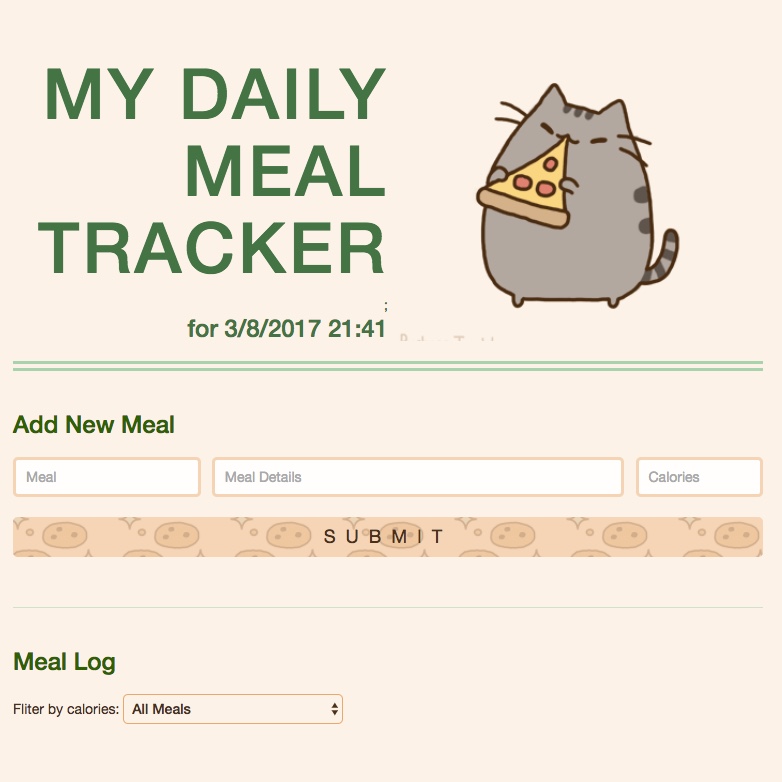 MY DAILY
MEAL
TRACKER
;
for 3/8/2017 21:41
Add New Meal
Meal
Meal Details
Calories
SUBMIT
Meal Log
Fliter by calories: All Meals